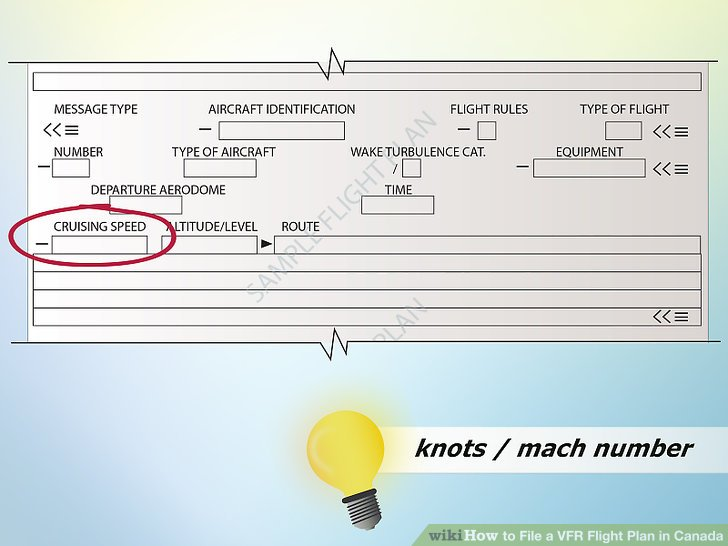 MESSAGE TYPE AIRCRAFT IDENTIFICATION FLIGHT RULES TYPE OF FLIGHT
NUMBER TYPE OF AIRCRAFT WAKE TURBULENCE CAT. EQUIPMENT
/
DEPARTURE AERODOME TIME
CRUISING SPEED ALTITUDE/LEVEL ROUTE
SAMPLE FLIGHT PLAN
PLAN
knots / mach number
wikiHow to File a VFR Flight Plan in Canada